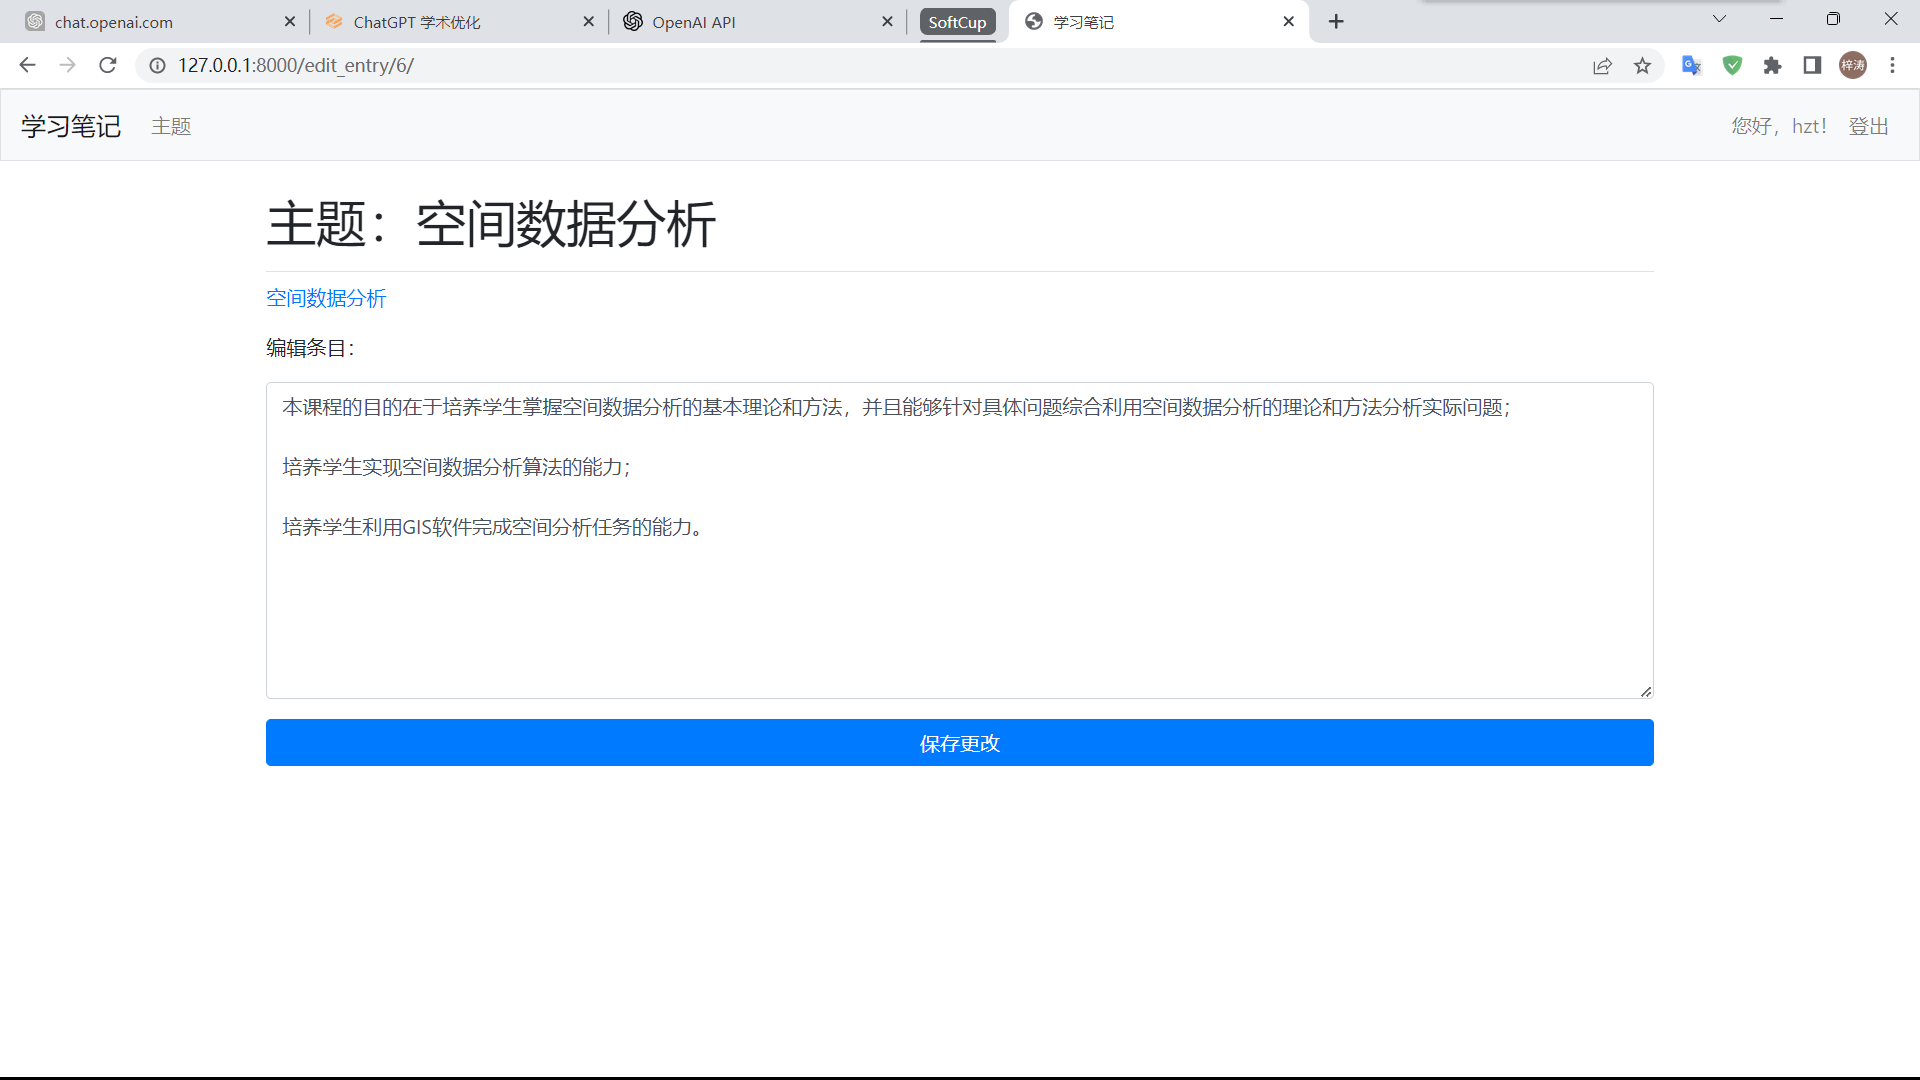 chat.openai.com
ChatGPT 学术优化
OpenAI API
SoftCup
学习笔记
127.0.0.1:8000/edit_entry/6/
梓涛
学习笔记
主题
您好，hzt！
登出
主题：空间数据分析
空间数据分析
编辑条目：
本课程的目的在于培养学生掌握空间数据分析的基本理论和方法，并且能够针对具体问题综合利用空间数据分析的理论和方法分析实际问题；
培养学生实现空间数据分析算法的能力；
培养学生利用GIS软件完成空间分析任务的能力。
保存更改